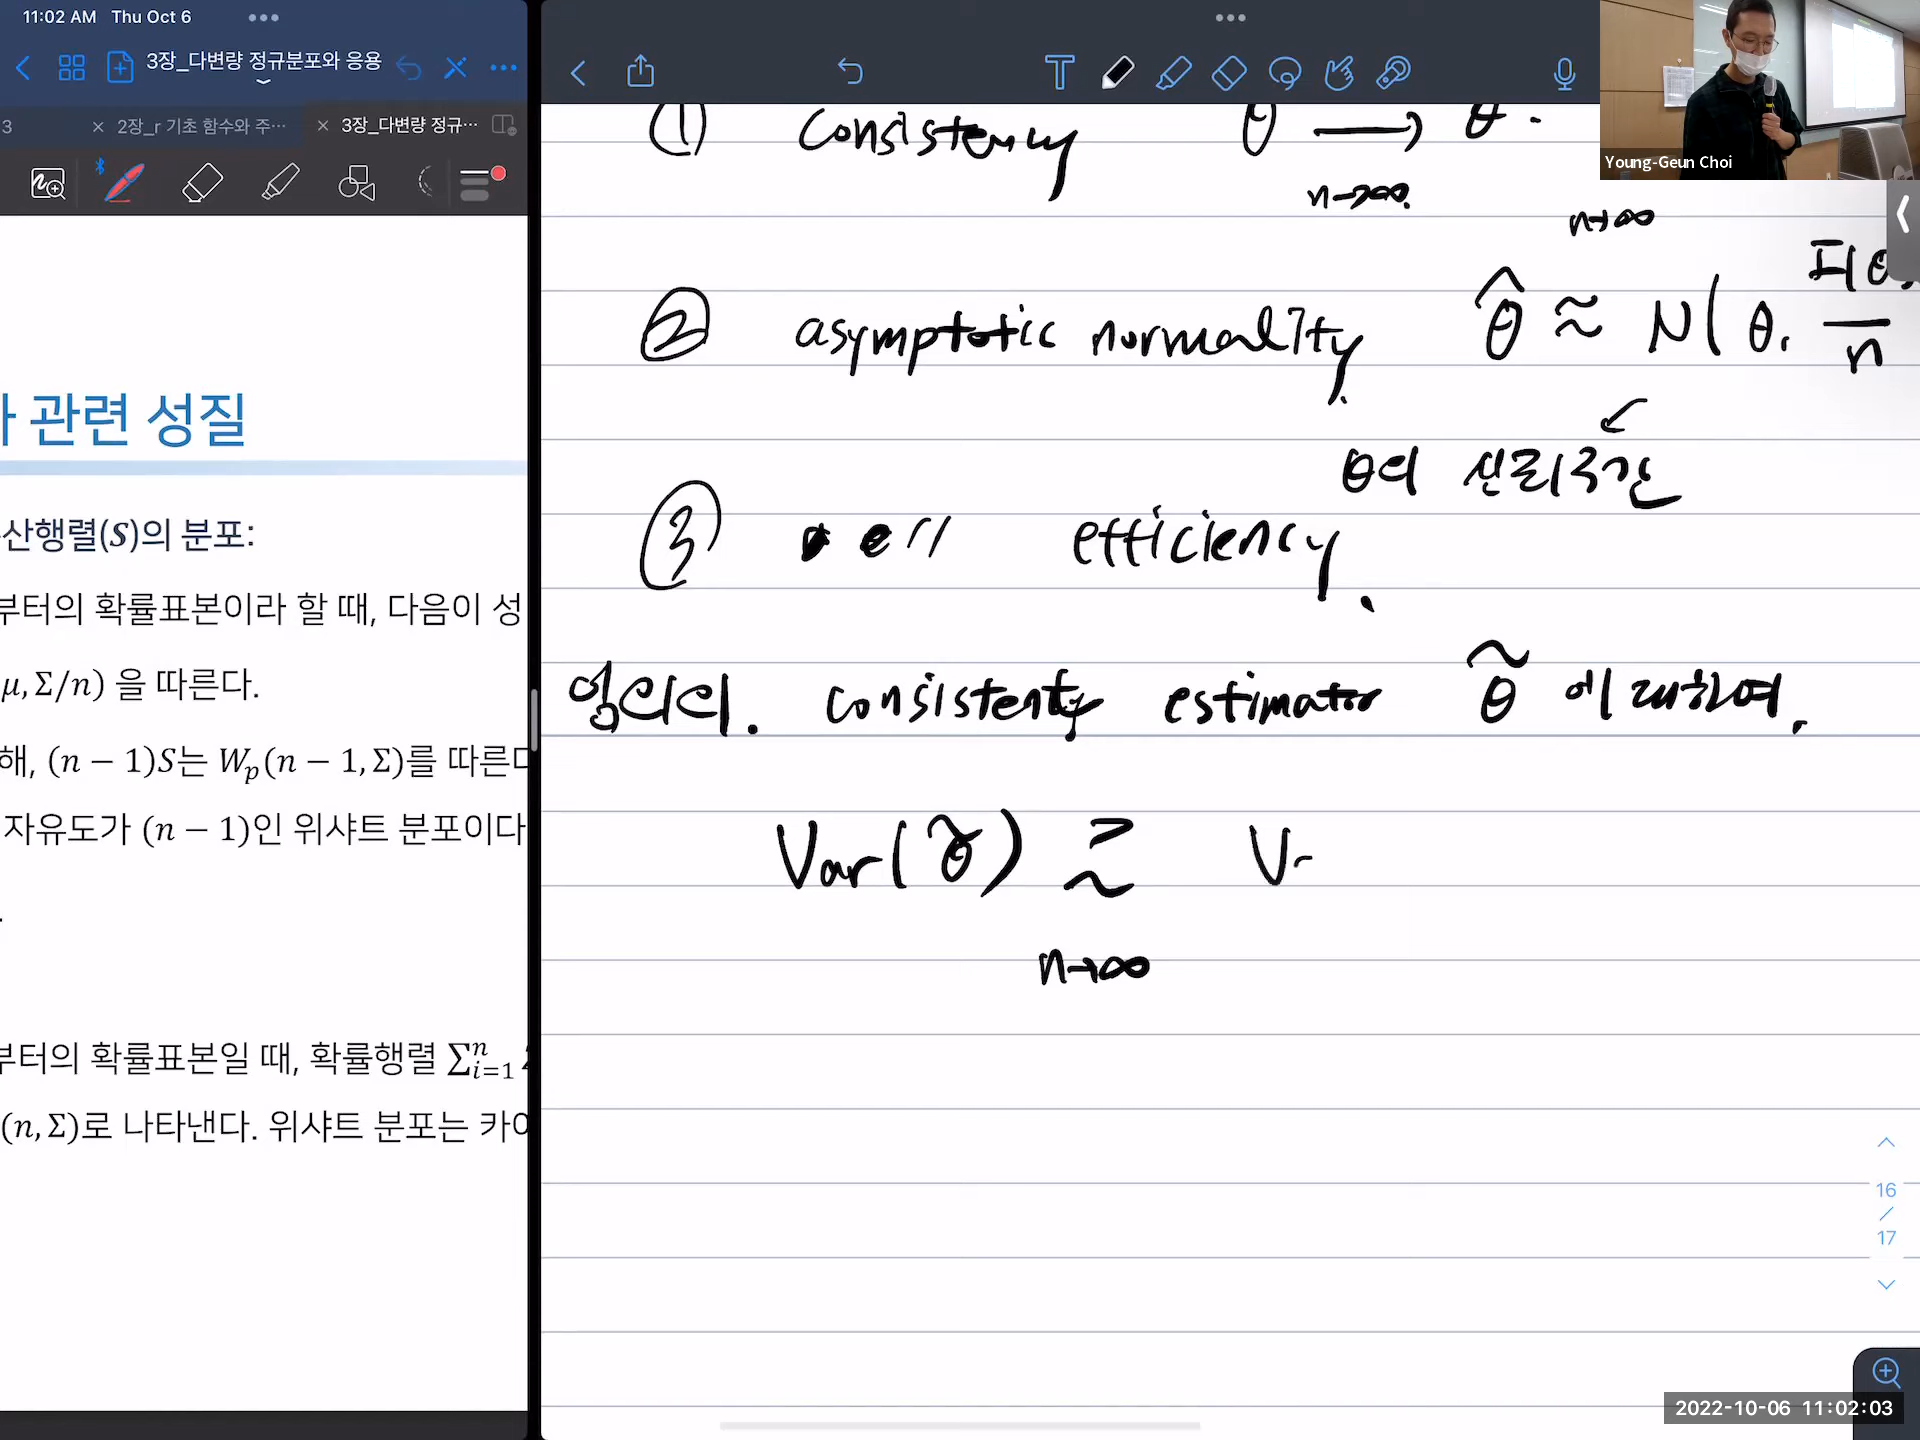 11:02 AM Thu Oct 6
3장_다변량 정규분포와 응용
3
2장_r 기초 함수와 주…
3장_다변량 정규…
관련 성질
산행렬(S)의 분포:
부터의 확률표본이라 할 때, 다음이 성
μ, Σ/n) 을 따른다.
해, (n − 1)S는 W_p(n − 1, Σ)를 따른다
자유도가 (n − 1)인 위샤트 분포이다
.
부터의 확률표본일 때, 확률행렬 Σ_{i=1}^n
(n, Σ)로 나타낸다. 위샤트 분포는 카이
① consistency θ̂ → θ.
n→∞.
n→∞
② asymptotic normality. θ̂ ≈ N(θ, I(θ) / n
θ의 신뢰구간
③ 〃 efficiency.
consistent estimator θ̃ 에 대하여,
Var(θ̃) ≳ V
n→∞
Young-Geun Choi
16
/
17
2022-10-06 11:02:03